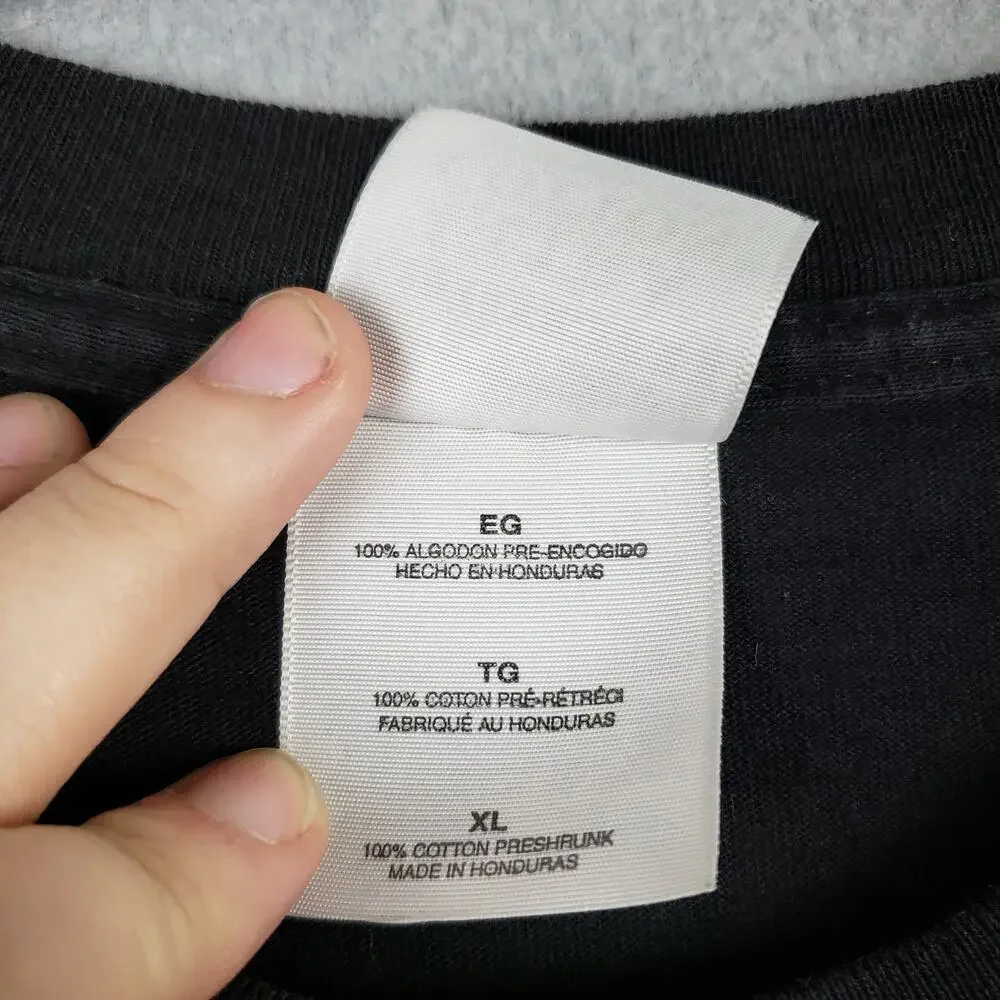 EG
100% ALGODON PRE-ENCOGIDO
HECHO EN HONDURAS
TG
100% COTON PRÉ-RÉTRÉCI
FABRIQUÉ AU HONDURAS
XL
100% COTTON PRESHRUNK
MADE IN HONDURAS